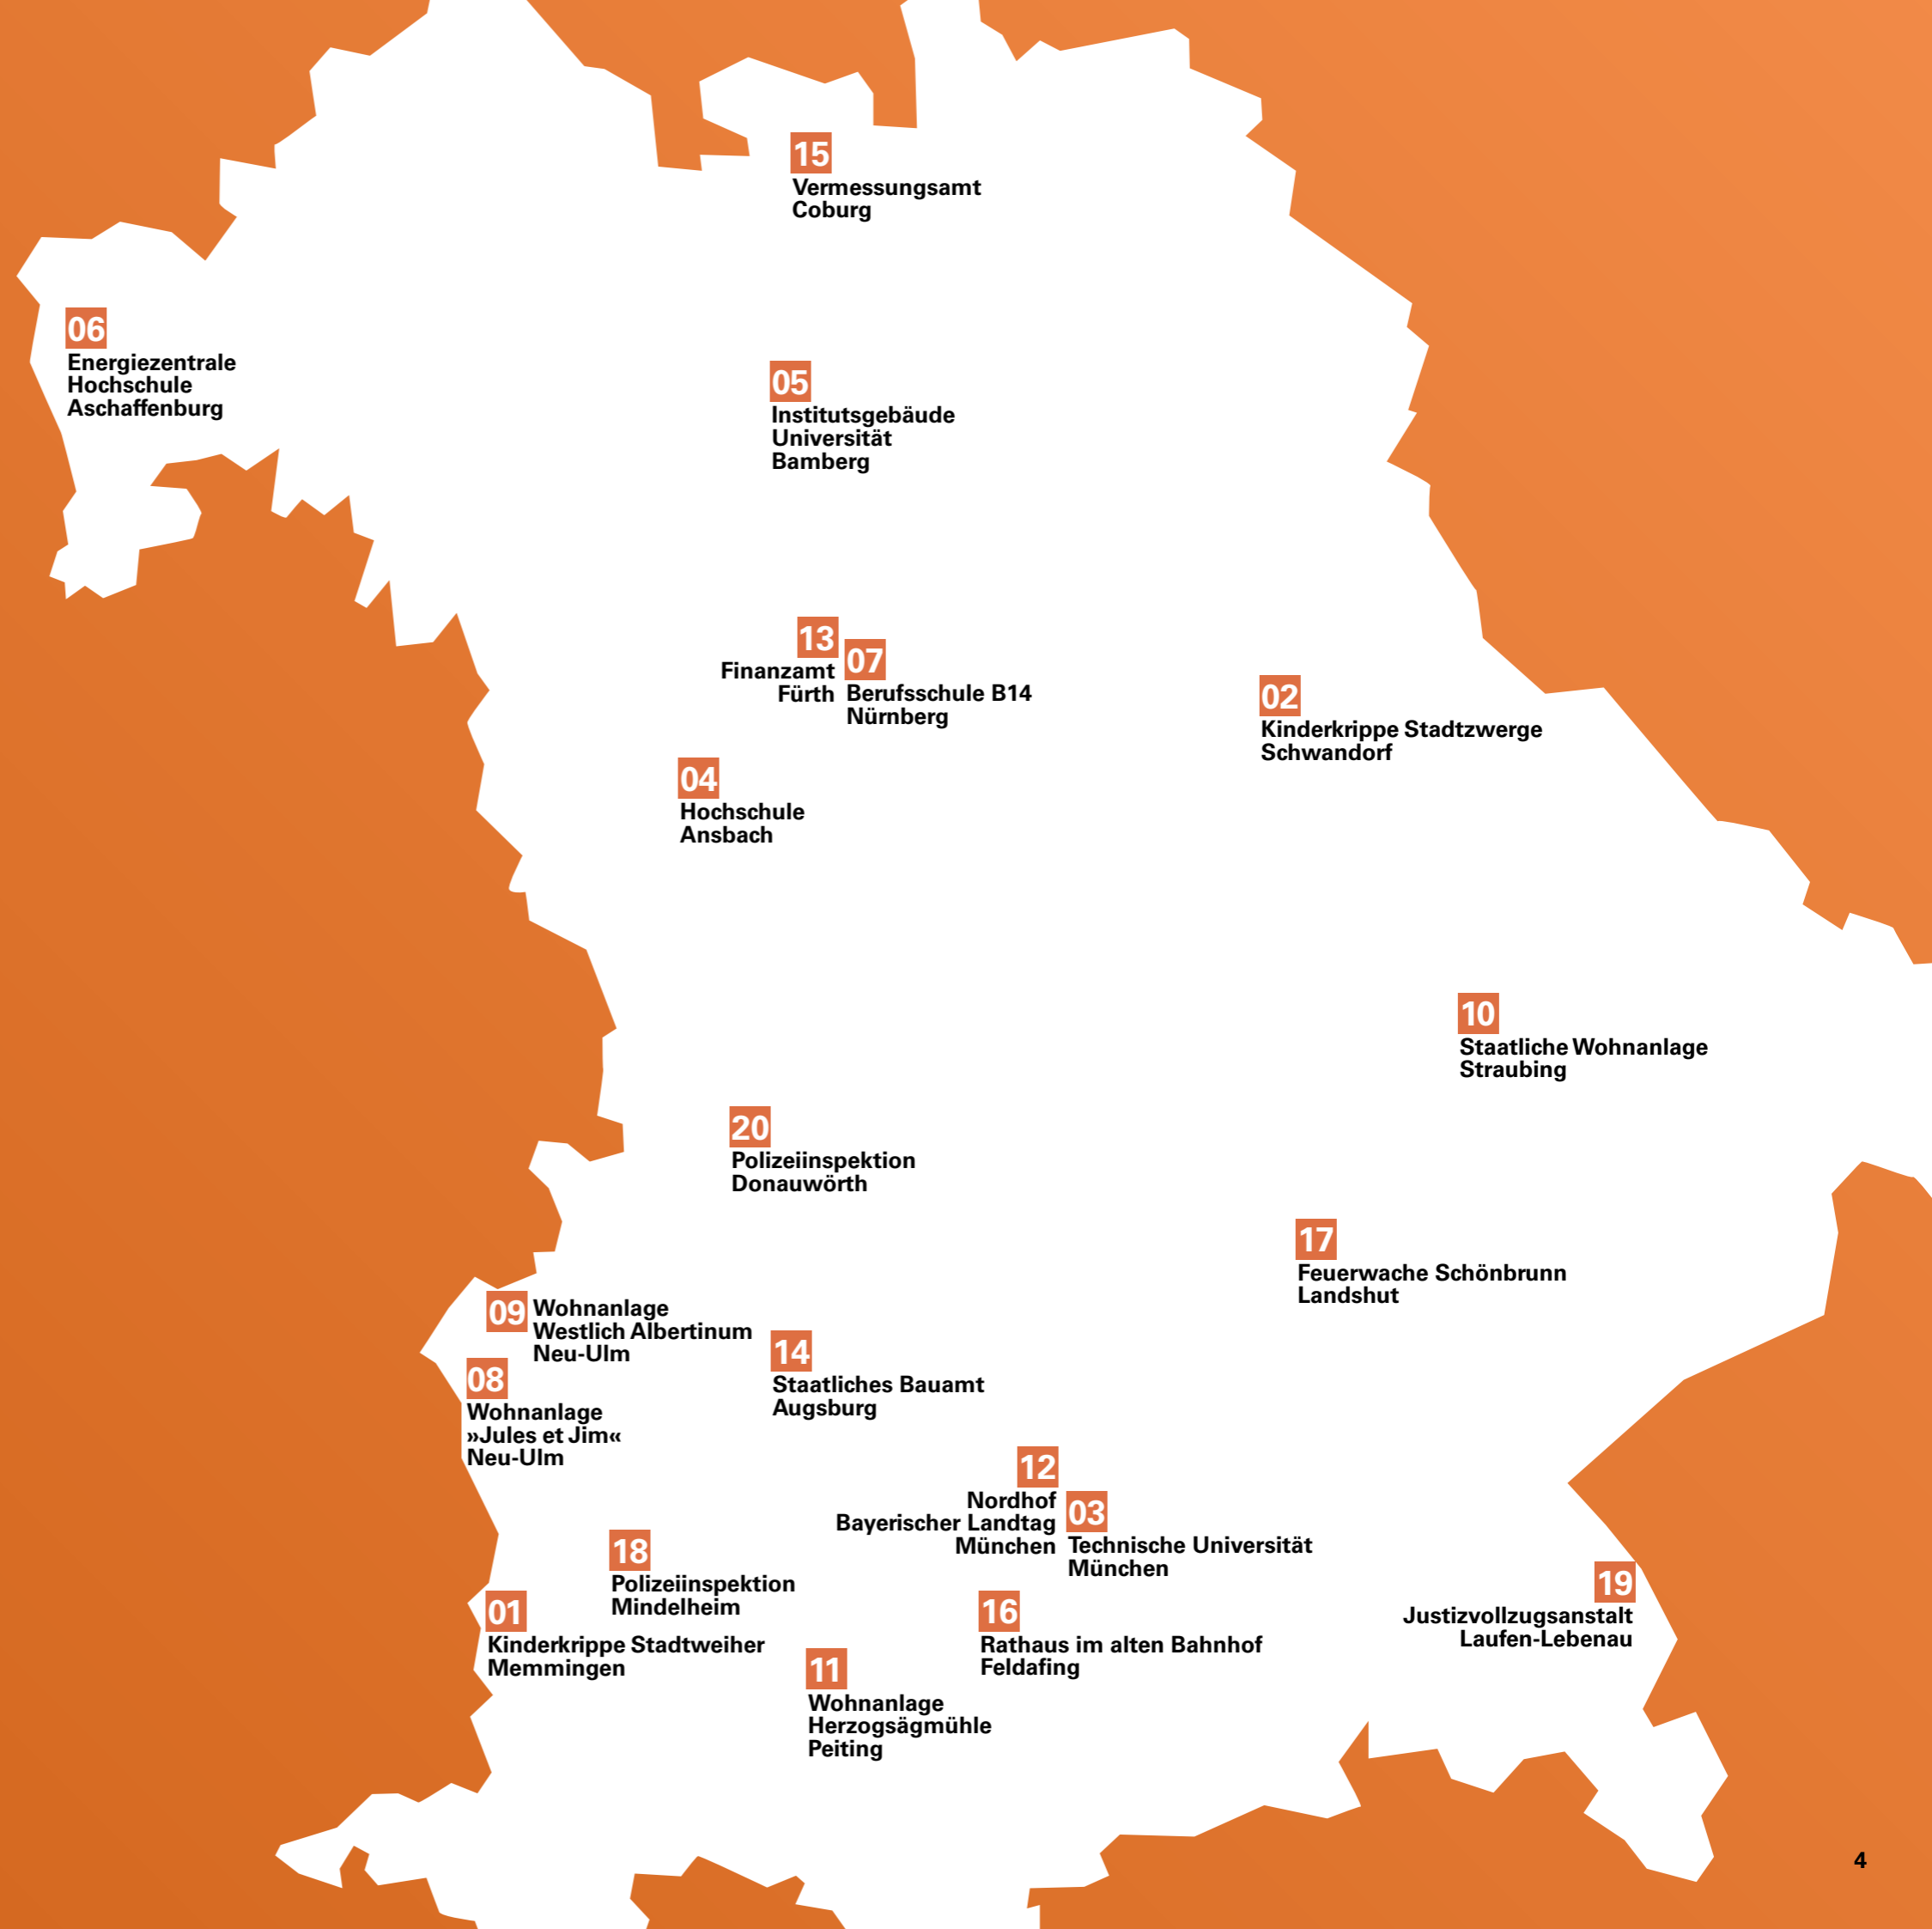 15
Vermessungsamt
Coburg
06
Energiezentrale
Hochschule
Aschaffenburg
05
Institutsgebäude
Universität
Bamberg
13
Finanzamt
Fürth
07
Berufsschule B14
Nürnberg
02
Kinderkrippe Stadtzwerge
Schwandorf
04
Hochschule
Ansbach
10
Staatliche Wohnanlage
Straubing
20
Polizeiinspektion
Donauwörth
17
Feuerwache Schönbrunn
Landshut
09
Wohnanlage
Westlich Albertinum
Neu-Ulm
14
Staatliches Bauamt
Augsburg
08
Wohnanlage
»Jules et Jim«
Neu-Ulm
12
Nordhof
Bayerischer Landtag
München
03
Technische Universität
München
18
Polizeiinspektion
Mindelheim
19
Justizvollzugsanstalt
Laufen-Lebenau
01
Kinderkrippe Stadtweiher
Memmingen
16
Rathaus im alten Bahnhof
Feldafing
11
Wohnanlage
Herzogsägmühle
Peiting
4